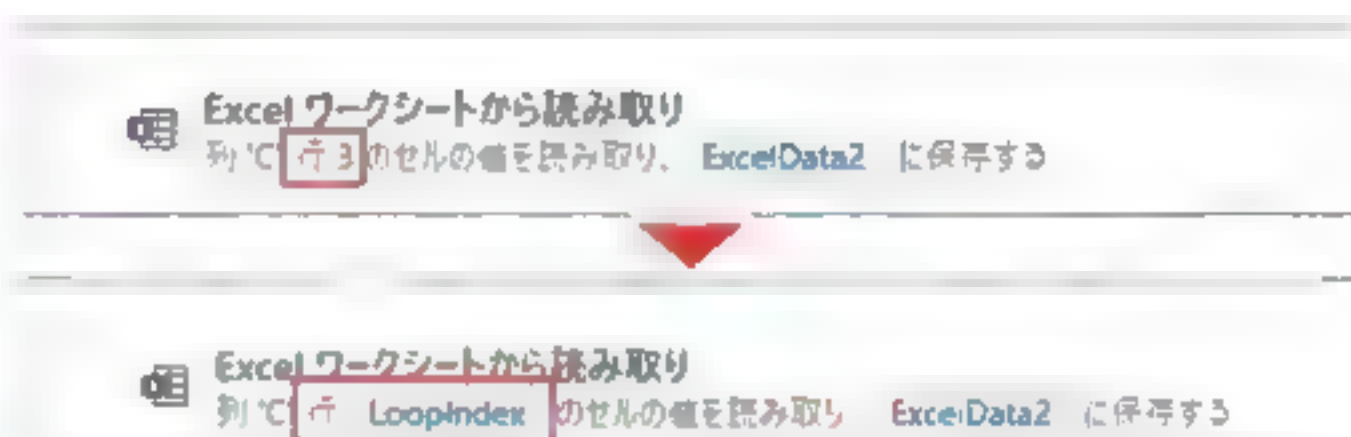 Excel ワークシートから読み取り
列 'C' 行 3 のセルの値を読み取り、 ExcelData2 に保存する
Excel ワークシートから読み取り
列 'C' 行 LoopIndex のセルの値を読み取り ExcelData2 に保存する